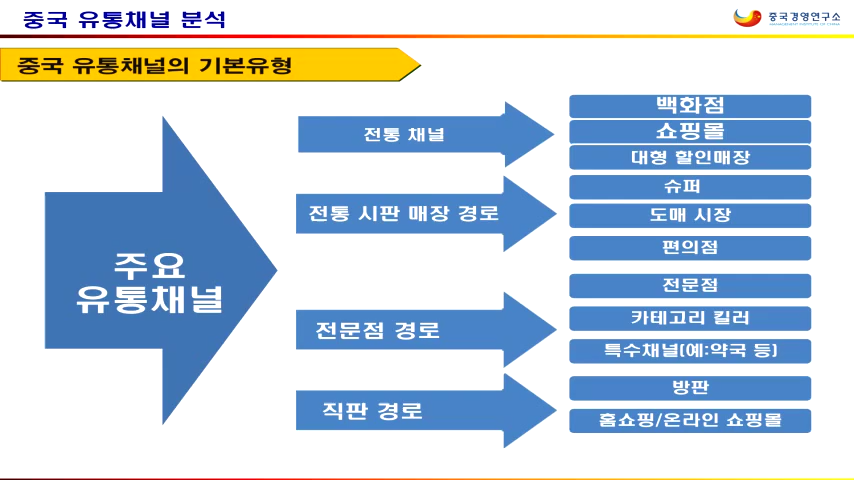 중국 유통채널 분석
중국경영연구소
MANAGEMENT INSTITUTE OF CHINA
중국 유통채널의 기본유형
주요
유통채널
전통 채널
백화점
쇼핑몰
대형 할인매장
전통 시판 매장 경로
슈퍼
도매 시장
편의점
전문점 경로
전문점
카테고리 킬러
특수채널(예:약국 등)
직판 경로
방판
홈쇼핑/온라인 쇼핑몰